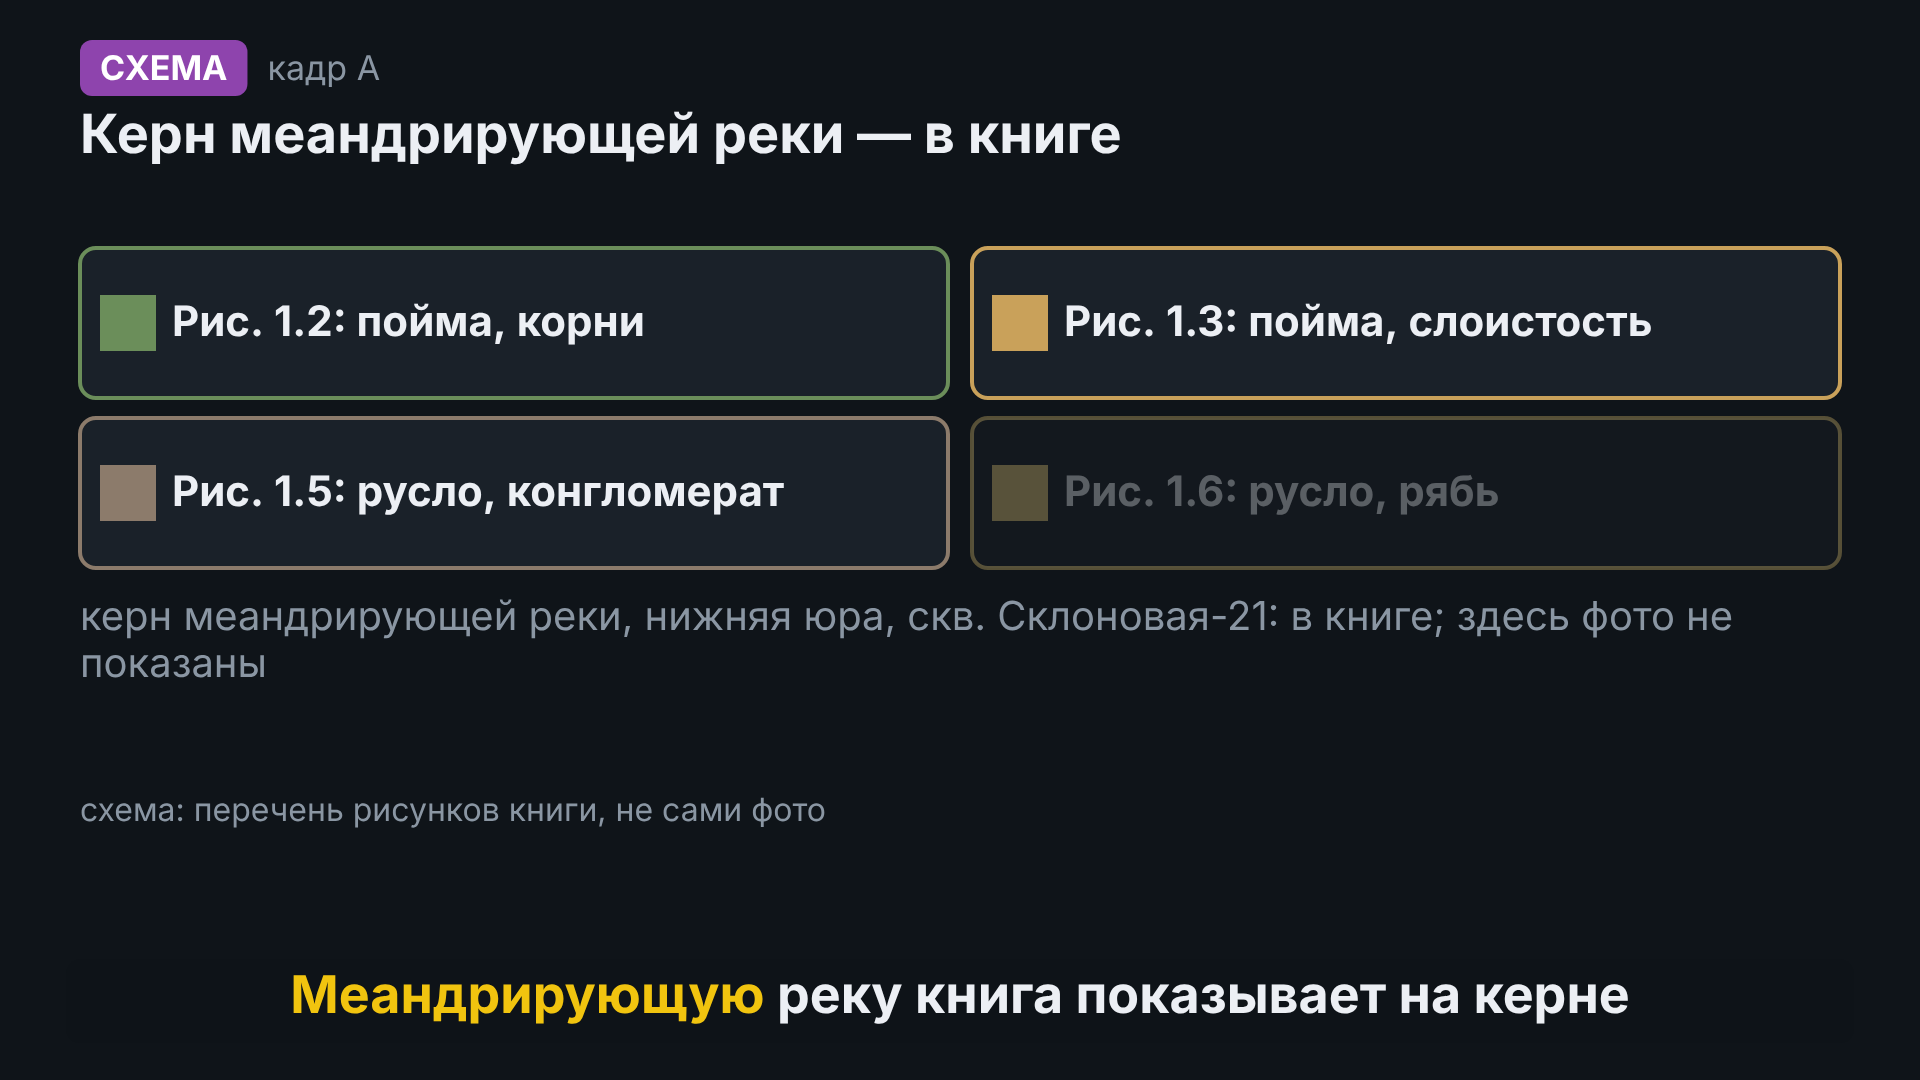 СХЕМА кадр А
Керн меандрирующей реки — в книге
Рис. 1.2: пойма, корни
Рис. 1.3: пойма, слоистость
Рис. 1.5: русло, конгломерат
Рис. 1.6: русло, рябь
керн меандрирующей реки, нижняя юра, скв. Склоновая-21: в книге; здесь фото не
показаны
схема: перечень рисунков книги, не сами фото
Меандрирующую реку книга показывает на керне